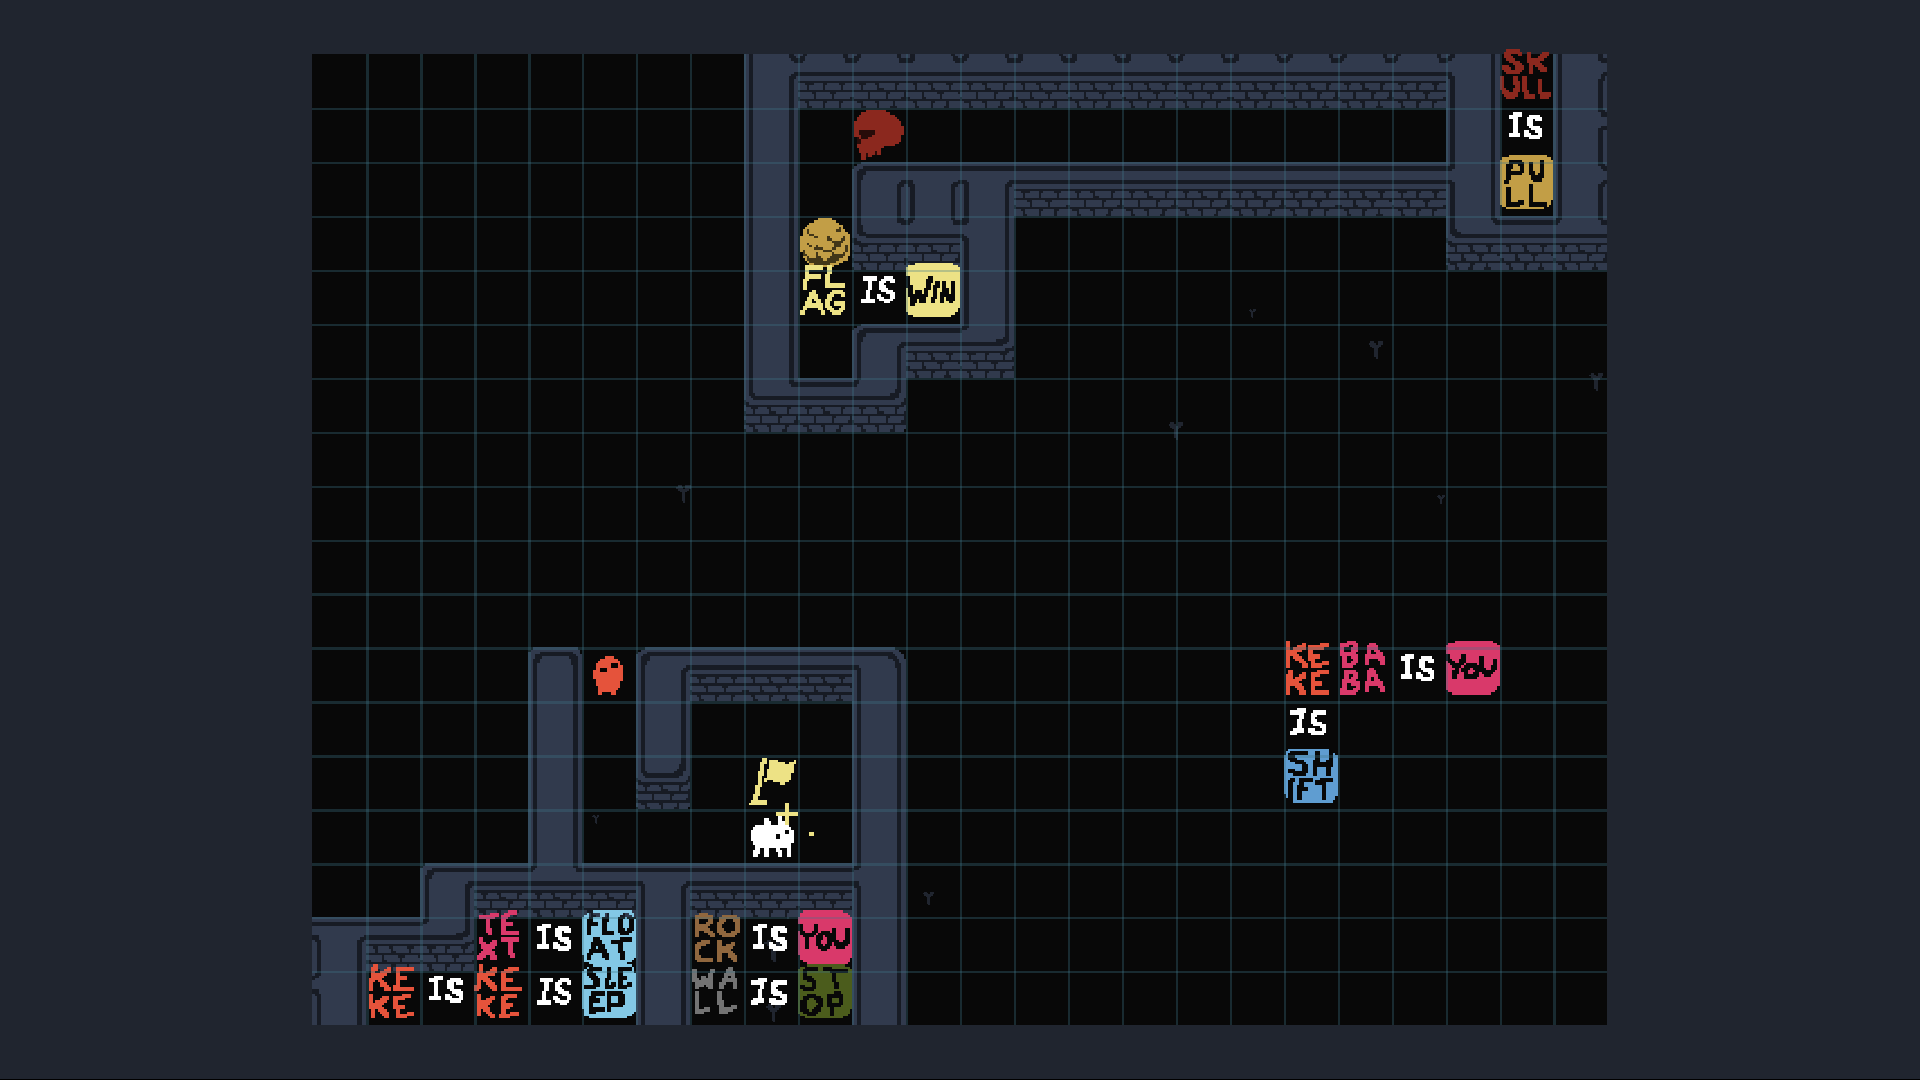 SKULL
IS
PULL
FLAG IS WIN
KEKE BABA IS YOU
IS
SHIFT
TEXT IS FLOAT ROCK IS YOU
KEKE IS KEKE IS SLEEP WALL IS STOP